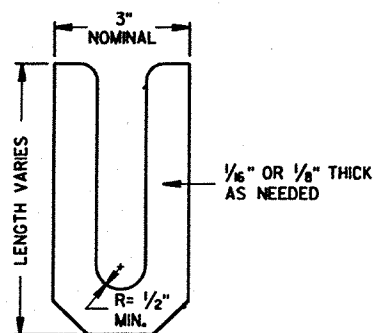 3"
NOMINAL
LENGTH VARIES
1/16" OR 1/8" THICK
AS NEEDED
R= 1/2"
MIN.